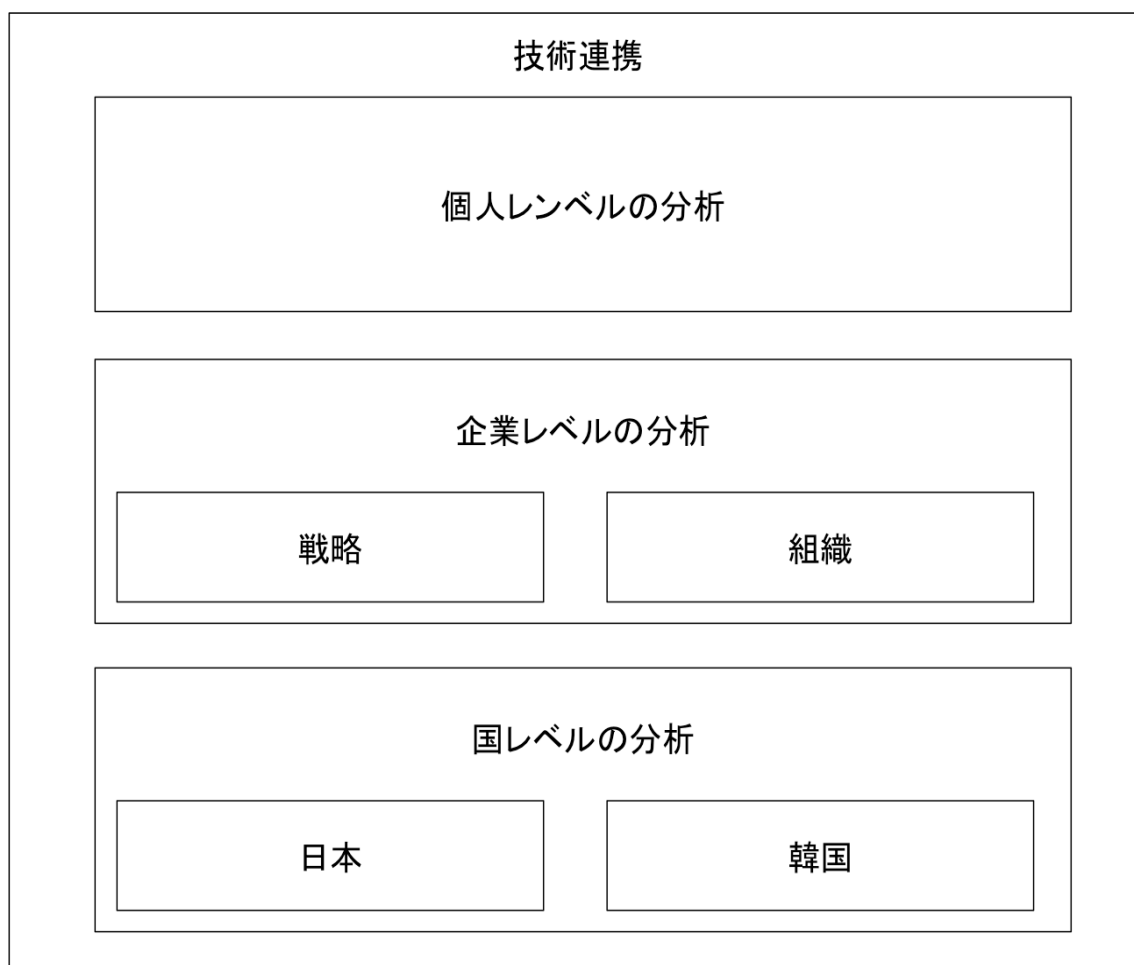 技術連携
個人レンベルの分析
企業レベルの分析
戦略
組織
国レベルの分析
日本
韓国